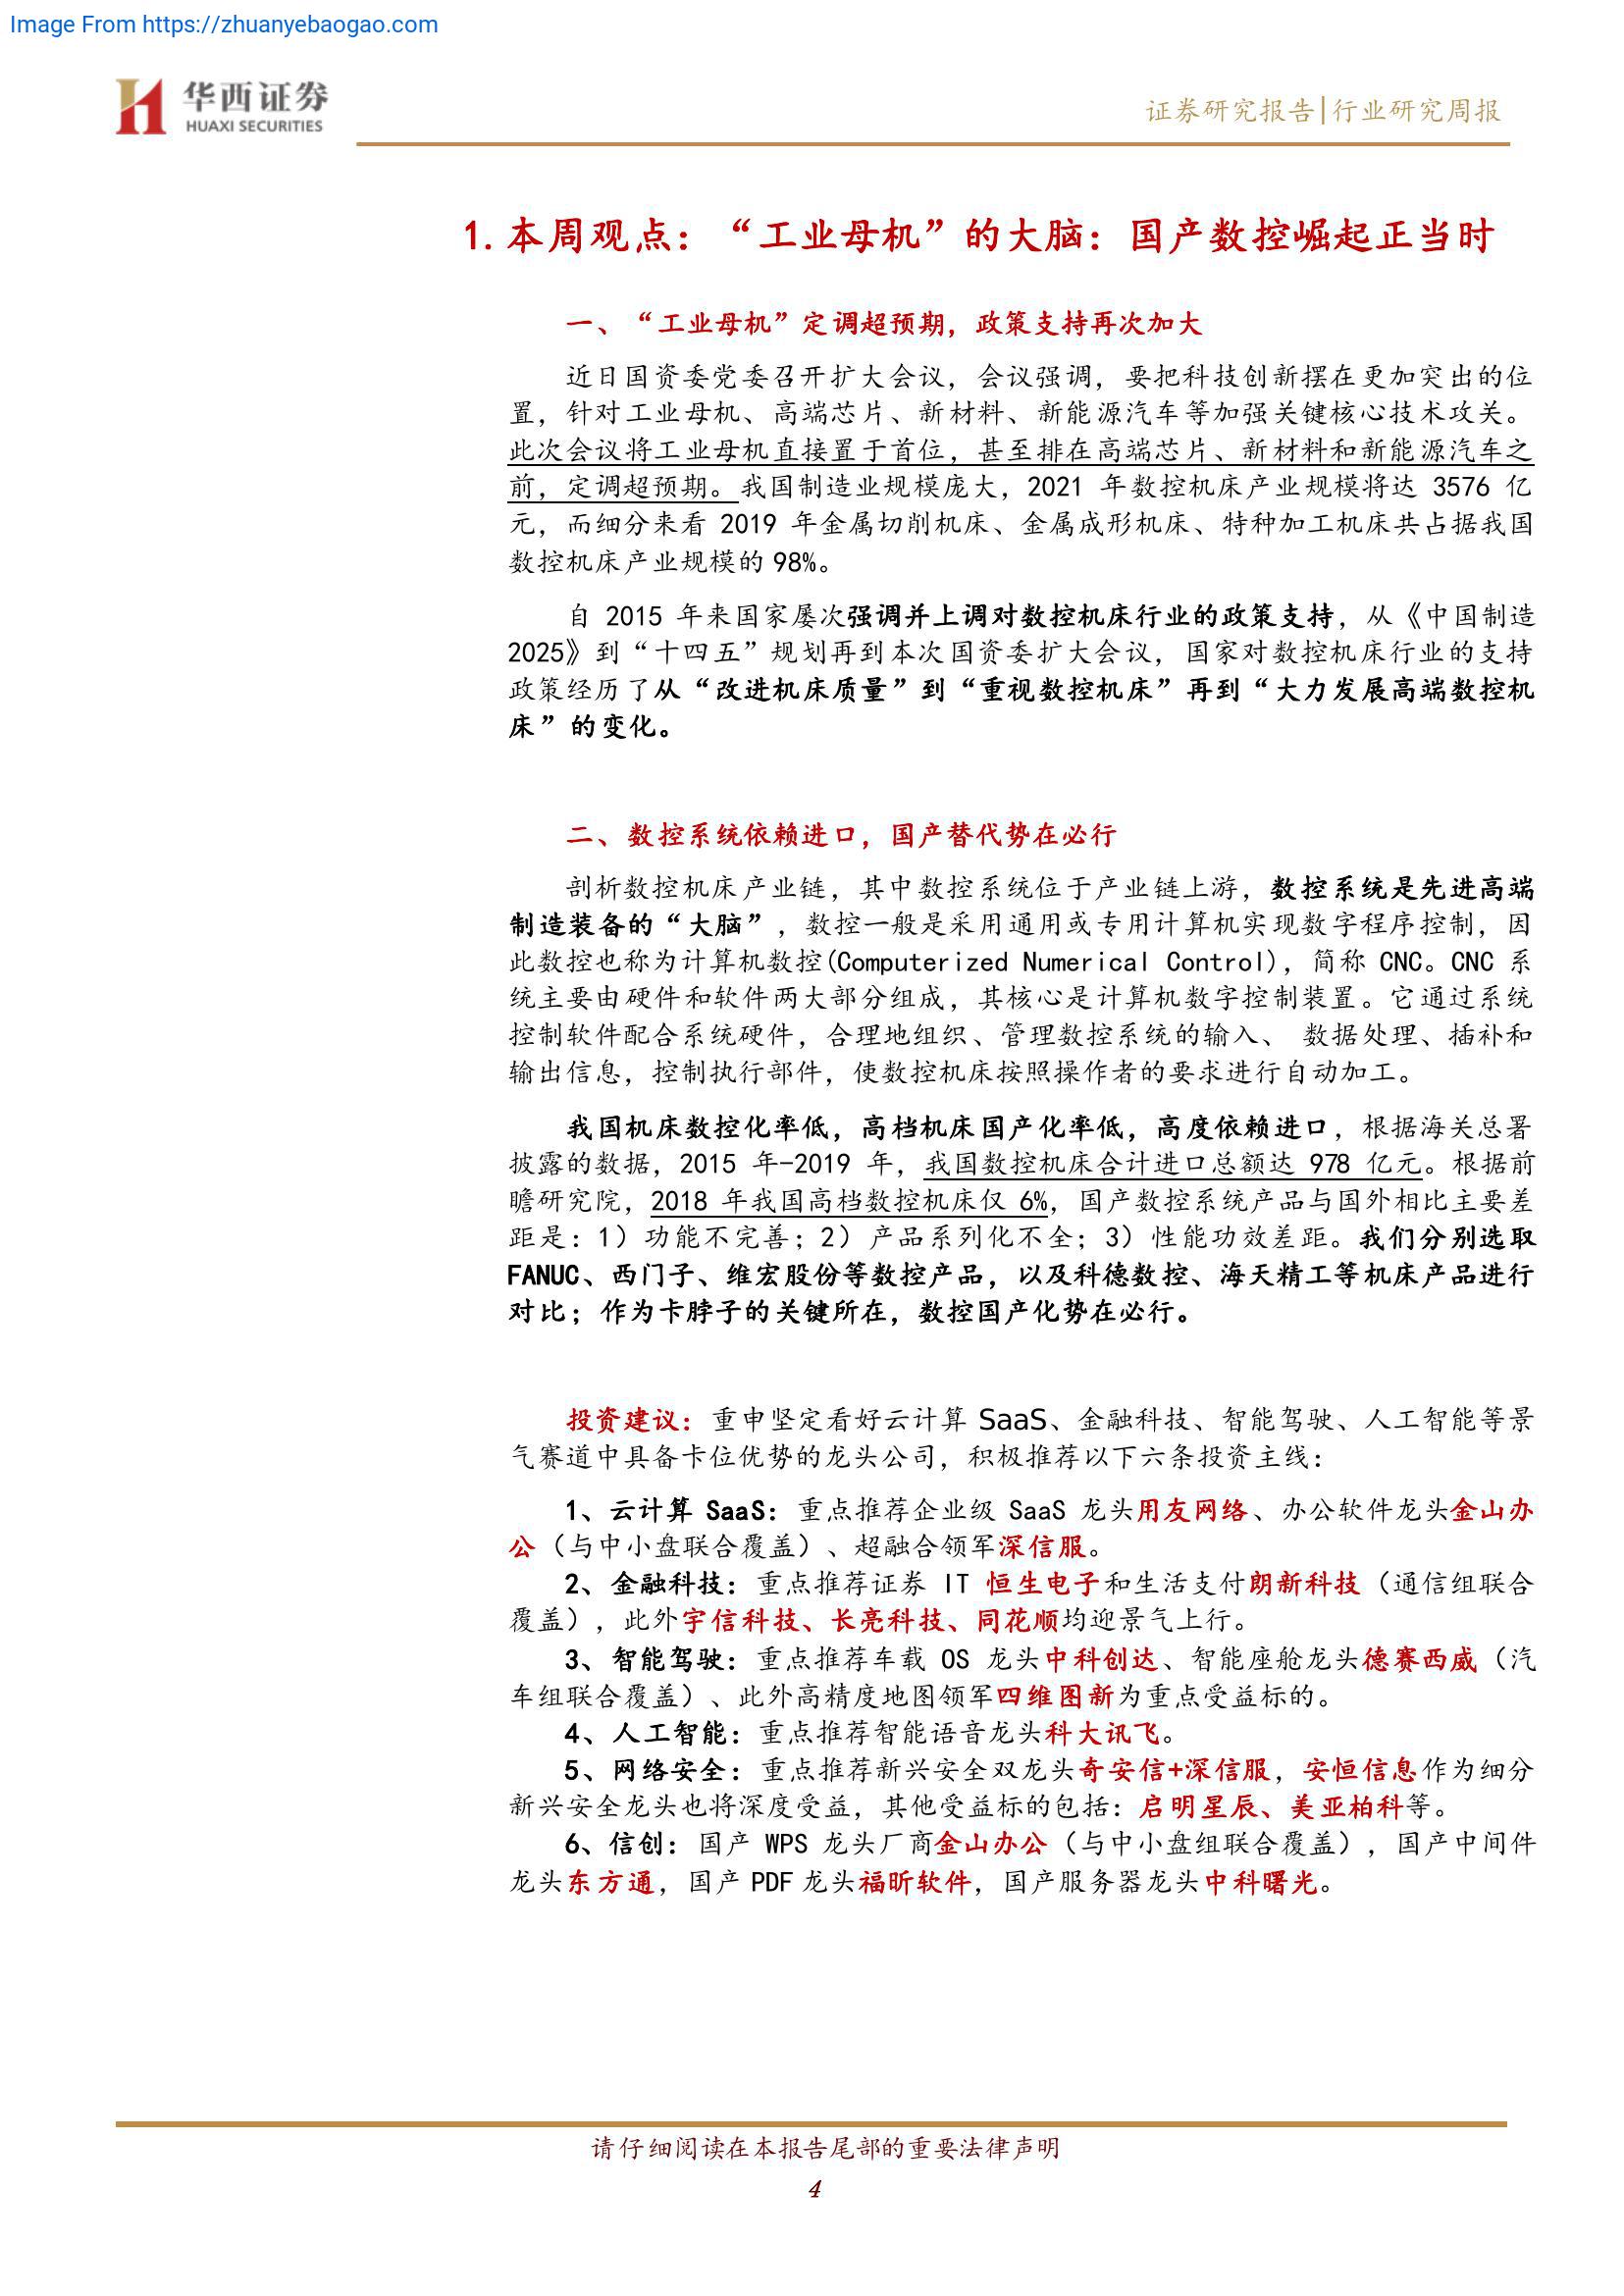 Image From https://zhuanyebaogao.com
华西证券
HUAXI SECURITIES
证券研究报告|行业研究周报
1.本周观点：“工业母机”的大脑：国产数控崛起正当时
一、“工业母机”定调超预期，政策支持再次加大
近日国资委党委召开扩大会议，会议强调，要把科技创新摆在更加突出的位
置，针对工业母机、高端芯片、新材料、新能源汽车等加强关键核心技术攻关。
此次会议将工业母机直接置于首位，甚至排在高端芯片、新材料和新能源汽车之
前，定调超预期。我国制造业规模庞大，2021 年数控机床产业规模将达 3576 亿
元，而细分来看 2019 年金属切削机床、金属成形机床、特种加工机床共占据我国
数控机床产业规模的 98%。
自 2015 年来国家屡次强调并上调对数控机床行业的政策支持，从《中国制造
2025》到“十四五”规划再到本次国资委扩大会议，国家对数控机床行业的支持
政策经历了从“改进机床质量”到“重视数控机床”再到“大力发展高端数控机
床”的变化。
二、数控系统依赖进口，国产替代势在必行
剖析数控机床产业链，其中数控系统位于产业链上游，数控系统是先进高端
制造装备的“大脑”，数控一般是采用通用或专用计算机实现数字程序控制，因
此数控也称为计算机数控(Computerized Numerical Control)，简称 CNC。CNC 系
统主要由硬件和软件两大部分组成，其核心是计算机数字控制装置。它通过系统
控制软件配合系统硬件，合理地组织、管理数控系统的输入、 数据处理、插补和
输出信息，控制执行部件，使数控机床按照操作者的要求进行自动加工。
我国机床数控化率低，高档机床国产化率低，高度依赖进口，根据海关总署
披露的数据，2015 年-2019 年，我国数控机床合计进口总额达 978 亿元。根据前
瞻研究院，2018 年我国高档数控机床仅 6%，国产数控系统产品与国外相比主要差
距是：1）功能不完善；2）产品系列化不全；3）性能功效差距。我们分别选取
FANUC、西门子、维宏股份等数控产品，以及科德数控、海天精工等机床产品进行
对比；作为卡脖子的关键所在，数控国产化势在必行。
投资建议：重申坚定看好云计算 SaaS、金融科技、智能驾驶、人工智能等景
气赛道中具备卡位优势的龙头公司，积极推荐以下六条投资主线：
1、云计算 SaaS：重点推荐企业级 SaaS 龙头用友网络、办公软件龙头金山办
公（与中小盘联合覆盖）、超融合领军深信服。
2、金融科技：重点推荐证券 IT 恒生电子和生活支付朗新科技（通信组联合
覆盖），此外宇信科技、长亮科技、同花顺均迎景气上行。
3、智能驾驶：重点推荐车载 OS 龙头中科创达、智能座舱龙头德赛西威（汽
车组联合覆盖）、此外高精度地图领军四维图新为重点受益标的。
4、人工智能：重点推荐智能语音龙头科大讯飞。
5、网络安全：重点推荐新兴安全双龙头奇安信+深信服，安恒信息作为细分
新兴安全龙头也将深度受益，其他受益标的包括：启明星辰、美亚柏科等。
6、信创：国产 WPS 龙头厂商金山办公（与中小盘组联合覆盖），国产中间件
龙头东方通，国产 PDF 龙头福昕软件，国产服务器龙头中科曙光。
请仔细阅读在本报告尾部的重要法律声明
4